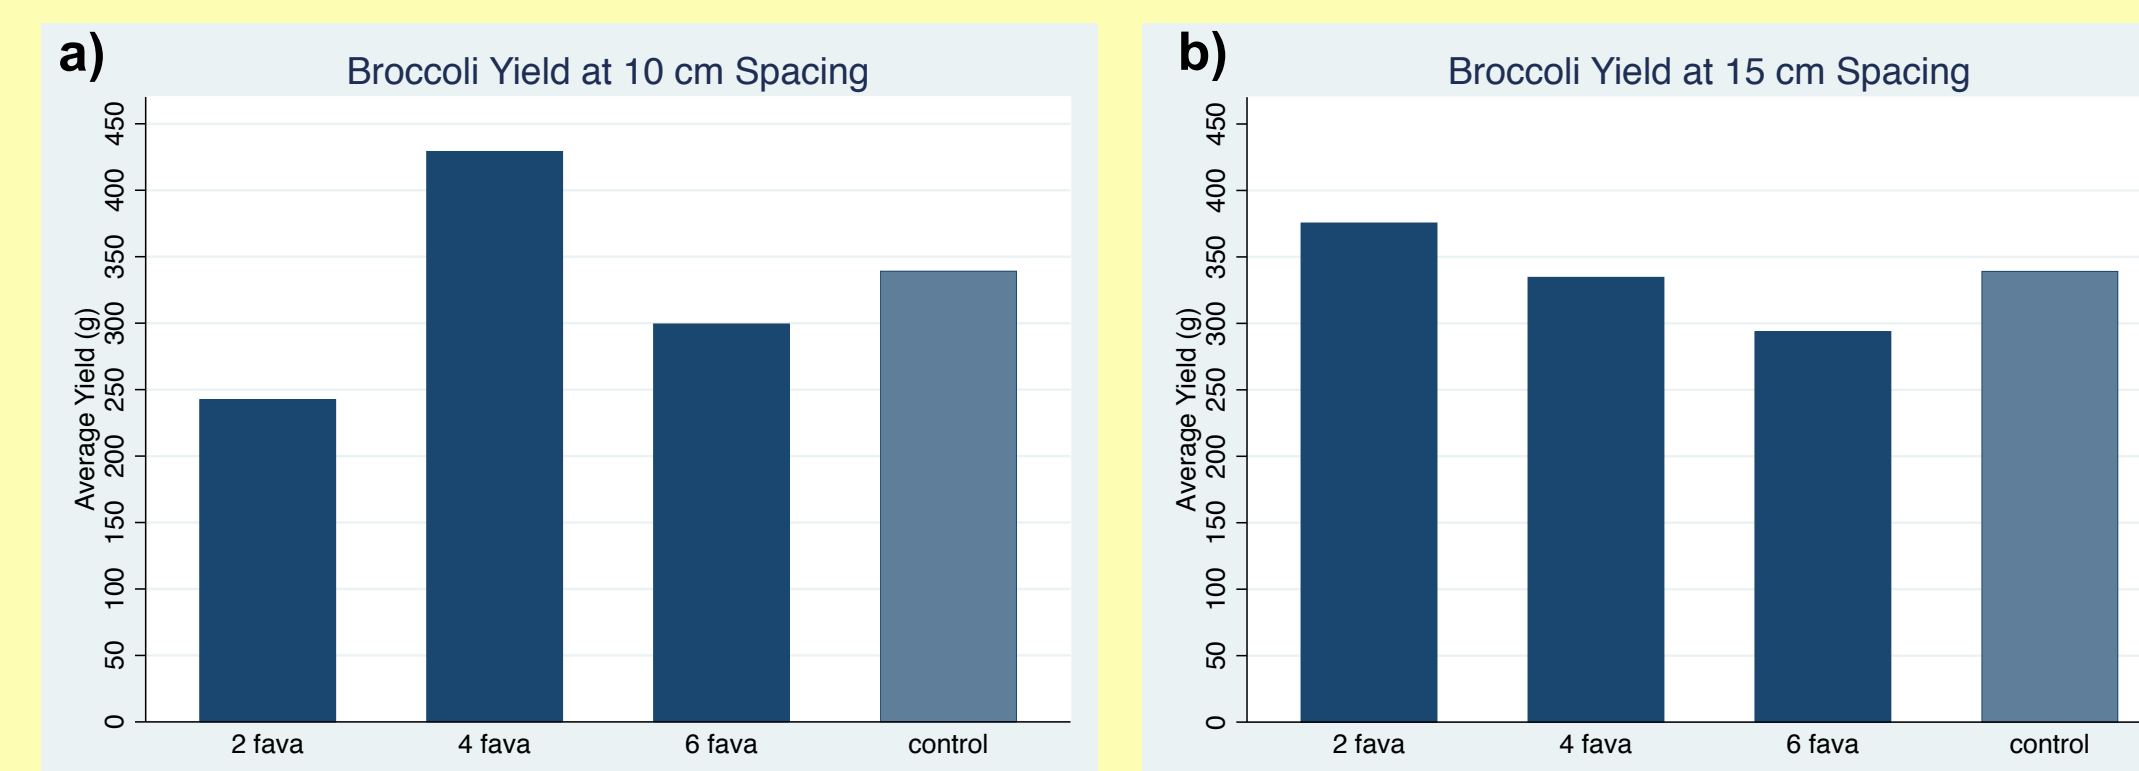 a)
Broccoli Yield at 10 cm Spacing
Average Yield (g)
450
400
350
300
250
200
150
100
50
0
2 fava
4 fava
6 fava
control
b)
Broccoli Yield at 15 cm Spacing
Average Yield (g)
450
400
350
300
250
200
150
100
50
0
2 fava
4 fava
6 fava
control